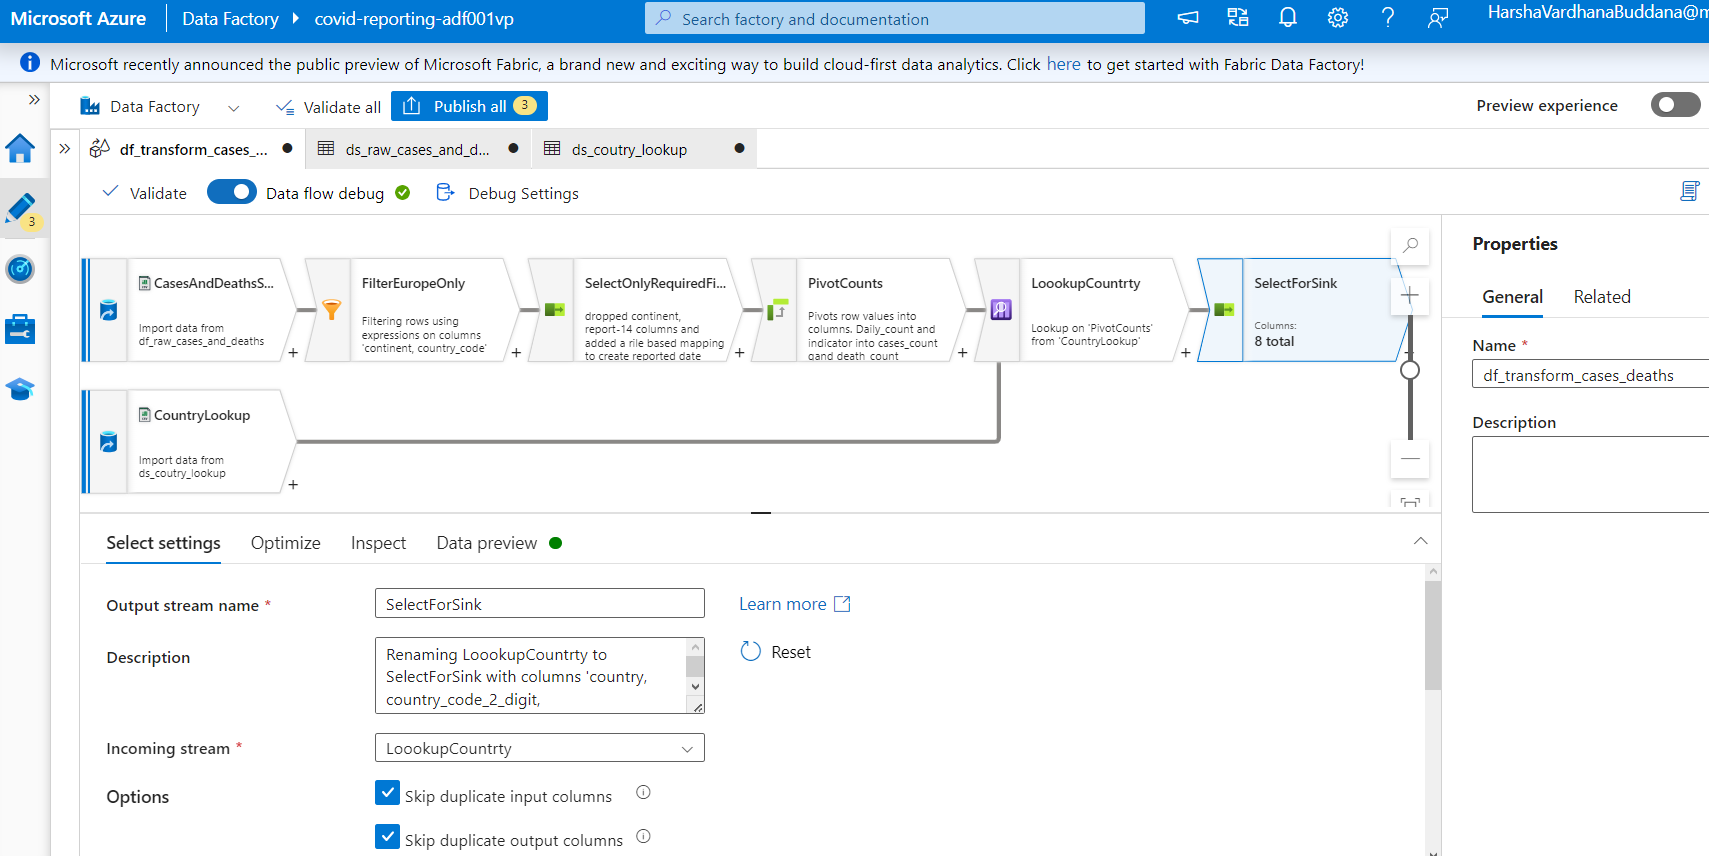 Microsoft Azure Data Factory covid-reporting-adf001vp Search factory and documentation HarshaVardhanaBuddana@m
Microsoft recently announced the public preview of Microsoft Fabric, a brand new and exciting way to build cloud-first data analytics. Click here to get started with Fabric Data Factory!
Data Factory Validate all Publish all 3 Preview experience
df_transform_cases_... ds_raw_cases_and_d... ds_coutry_lookup
Validate Data flow debug Debug Settings
3
CasesAndDeathsS...
Import data from
df_raw_cases_and_deaths
+
FilterEuropeOnly
Filtering rows using
expressions on columns
'continent, country_code'
+
SelectOnlyRequiredFi...
dropped continent,
report-14 columns and
added a rile based mapping
to create reported date
+
PivotCounts
Pivots row values into
columns. Daily_count and
indicator into cases_count
qand death_count
+
LoookupCountrty
Lookup on 'PivotCounts'
from 'CountryLookup'
+
SelectForSink
Columns:
8 total
CountryLookup
Import data from
ds_coutry_lookup
+
Properties
General Related
Name *
df_transform_cases_deaths
Description
Select settings Optimize Inspect Data preview
Output stream name * SelectForSink Learn more
Description
Renaming LoookupCountrty to
SelectForSink with columns 'country,
country_code_2_digit,
Reset
Incoming stream * LoookupCountrty
Options
Skip duplicate input columns
Skip duplicate output columns